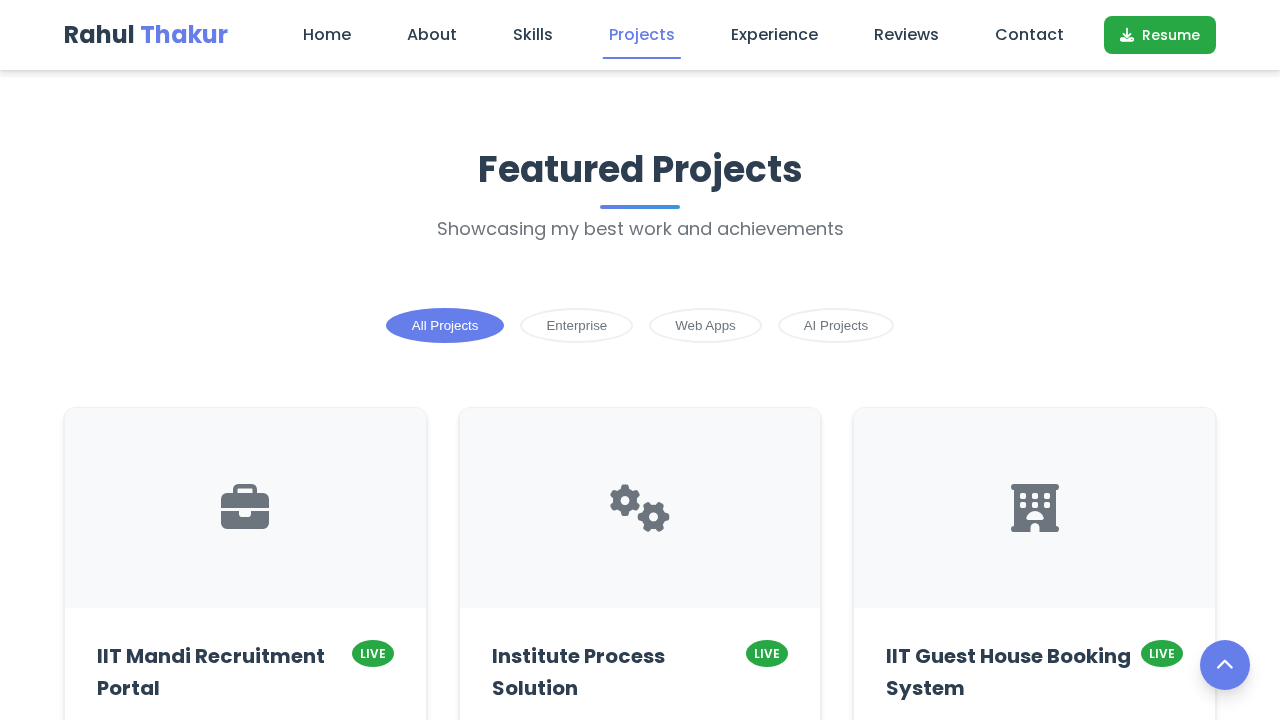 Rahul Thakur
Home
About
Skills
Projects
Experience
Reviews
Contact
Resume
Featured Projects
Showcasing my best work and achievements
All Projects
Enterprise
Web Apps
AI Projects
IIT Mandi Recruitment
Portal
LIVE
Institute Process
Solution
LIVE
IIT Guest House Booking
System
LIVE